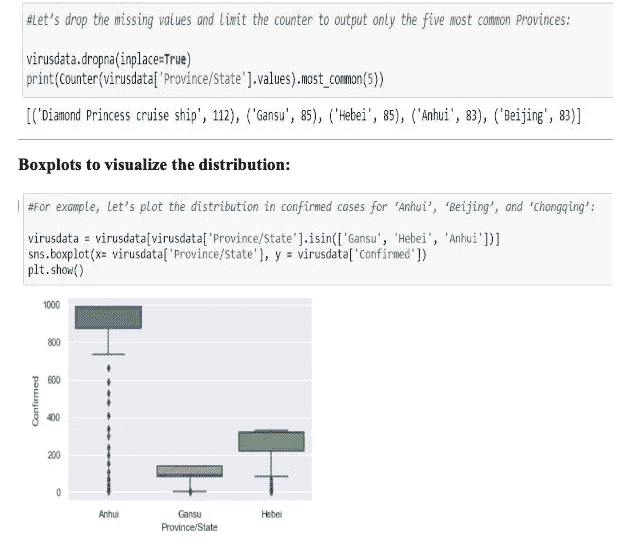 #Let's drop the missing values and limit the counter to output only the five most common Provinces:
virusdata.dropna(inplace=True)
print(Counter(virusdata['Province/State'].values).most_common(5))
[('Diamond Princess cruise ship', 112), ('Gansu', 85), ('Hebei', 85), ('Anhui', 83), ('Beijing', 83)]
Boxplots to visualize the distribution:
#For example, let's plot the distribution in confirmed cases for 'Anhui', 'Beijing', and 'Chongqing':
virusdata = virusdata[virusdata['Province/State'].isin(['Gansu', 'Hebei', 'Anhui'])]
sns.boxplot(x= virusdata['Province/State'], y = virusdata['Confirmed'])
plt.show()
1000
800
600
400
200
0
Confirmed
Anhui Gansu Hebei
Province/State